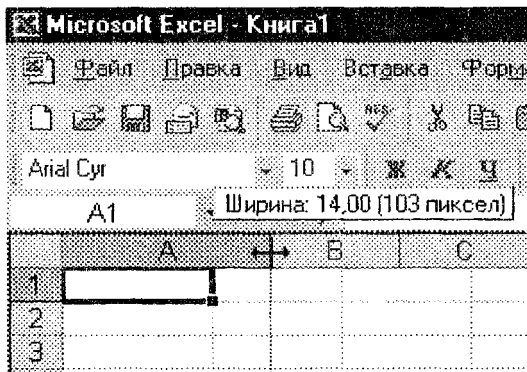 Microsoft Excel - Книга1
Файл Правка Вид Вставка Форм
Arial Cyr 10 Ж К Ч
A1 Ширина: 14,00 (103 пиксел)
A B C
1
2
3